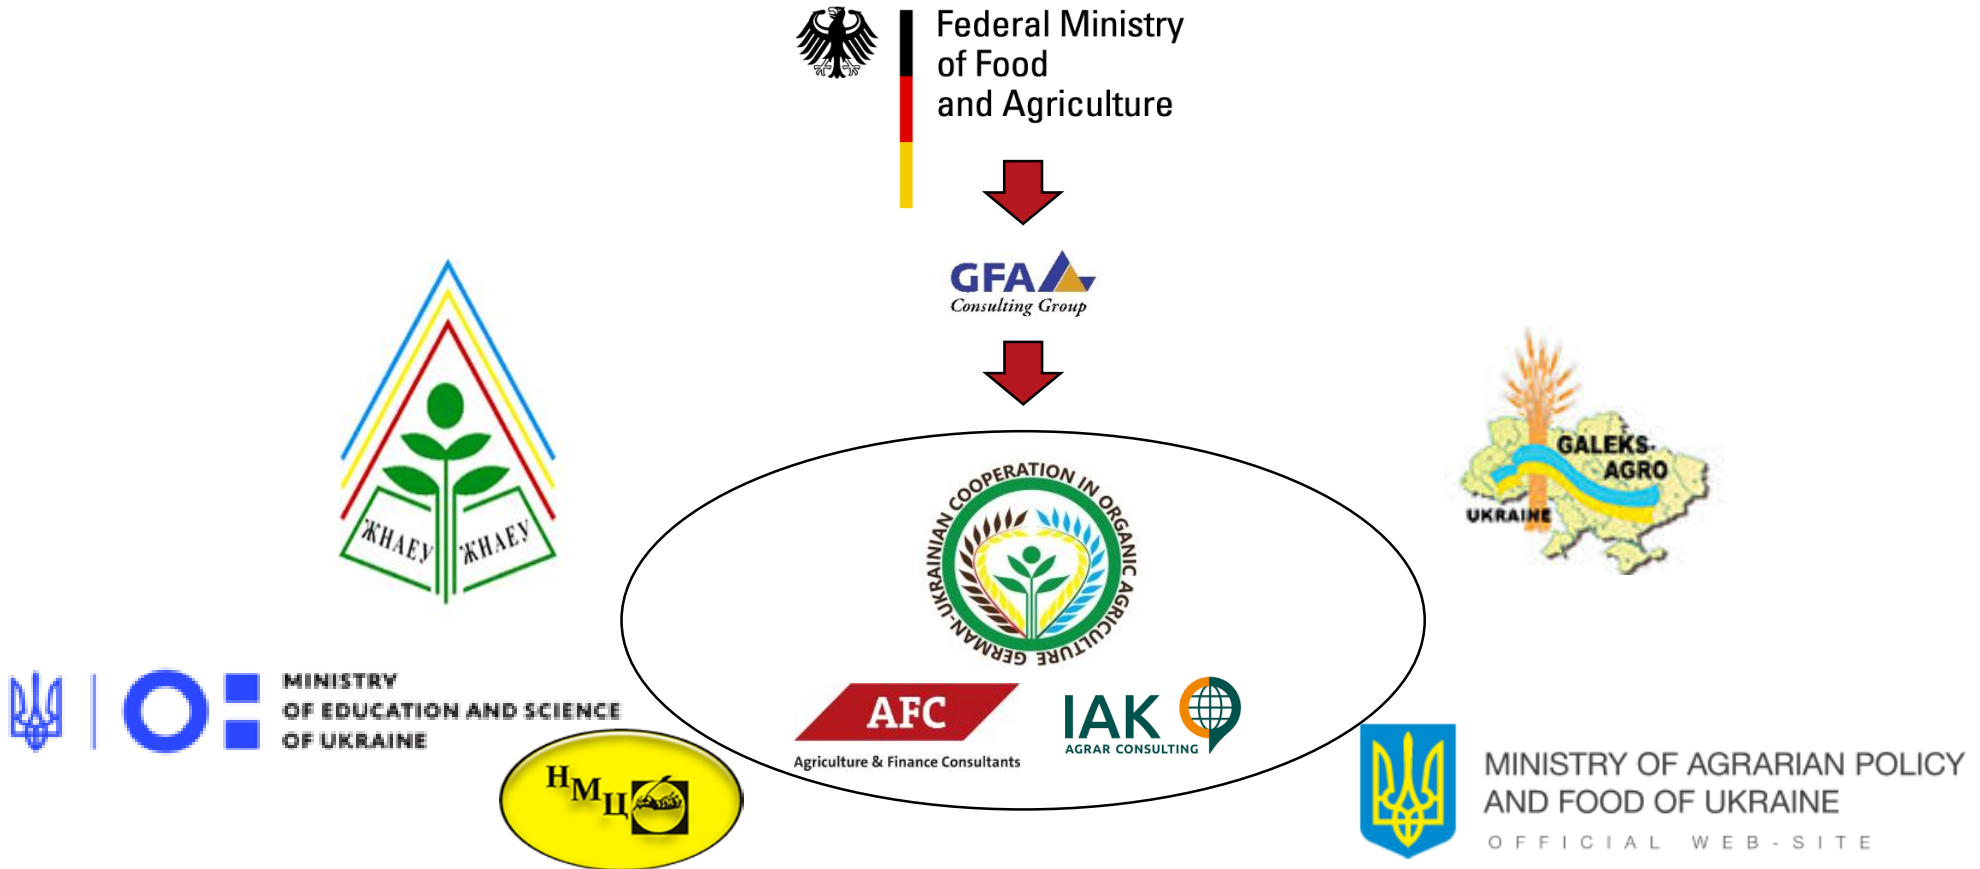 Federal Ministry
of Food
and Agriculture
GFA
Consulting Group
ЖНАЕУ ЖНАЕУ
GALEKS-
AGRO
UKRAINE
GERMAN-UKRAINIAN COOPERATION IN ORGANIC AGRICULTURE
MINISTRY
OF EDUCATION AND SCIENCE
OF UKRAINE
НМЦ
AFC
Agriculture & Finance Consultants
IAK
AGRAR CONSULTING
MINISTRY OF AGRARIAN POLICY
AND FOOD OF UKRAINE
OFFICIAL WEB-SITE